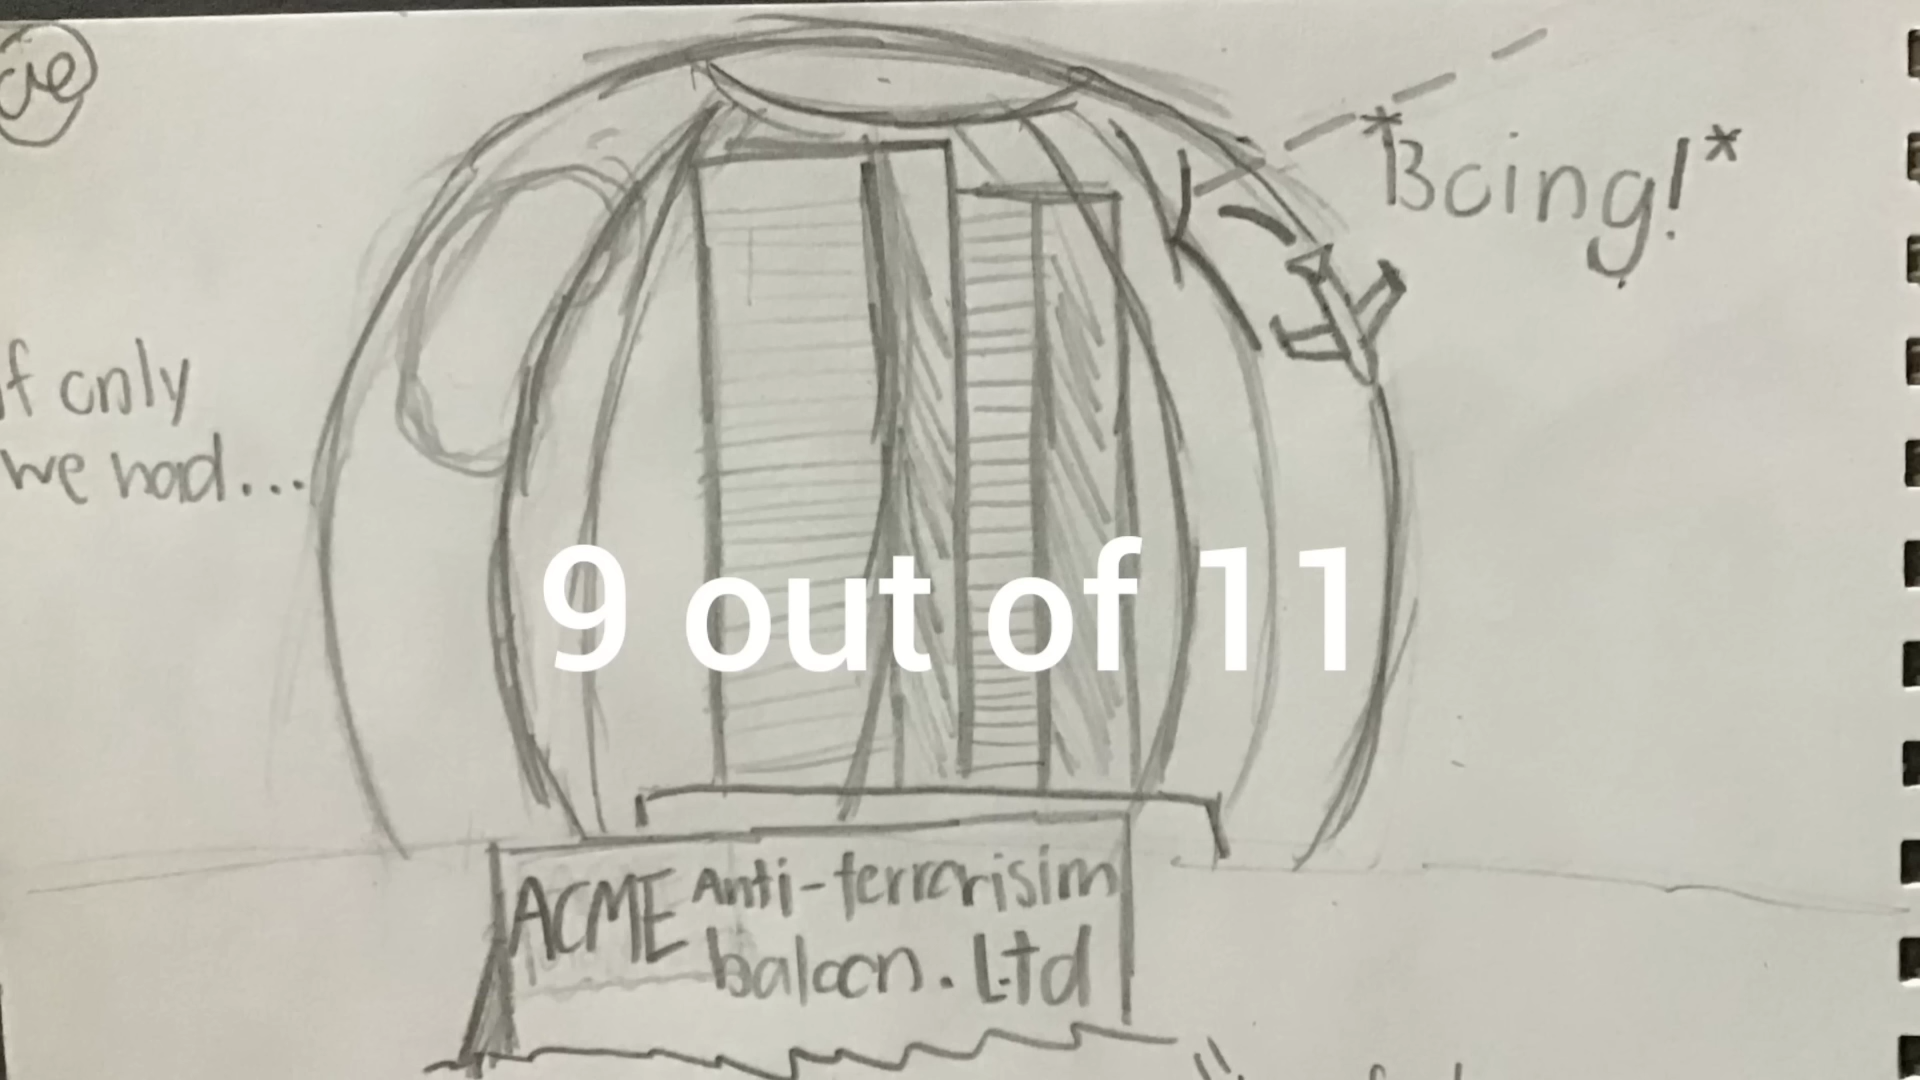 if only
we had...
*Boing!*
9 out of 11
ACME Anti-terrorisim
baloon. Ltd